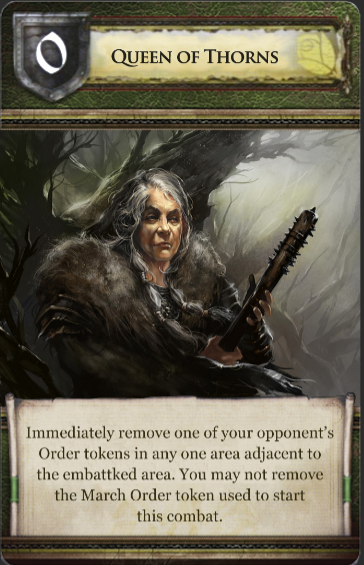 0
QUEEN OF THORNS
Immediately remove one of your opponent's
Order tokens in any one area adjacent to
the embattked area. You may not remove
the March Order token used to start
this combat.